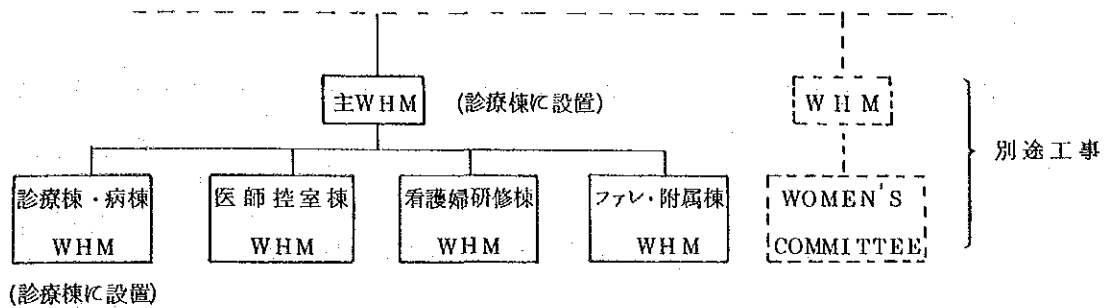 主WHM
(診療棟に設置)
WHM
別途工事
診療棟・病棟
WHM
医師控室棟
WHM
看護婦研修棟
WHM
ファレ・附属棟
WHM
WOMEN'S
COMMITTEE
(診療棟に設置)